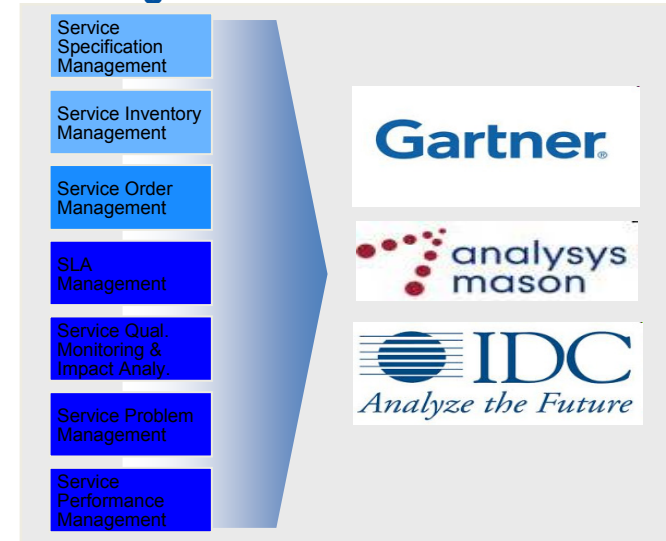 Service
Specification
Management
Service Inventory
Management
Service Order
Management
SLA
Management
Service Qual.
Monitoring &
Impact Analy.
Service Problem
Management
Service
Performance
Management
Gartner®
analysys
mason
IDC
Analyze the Future